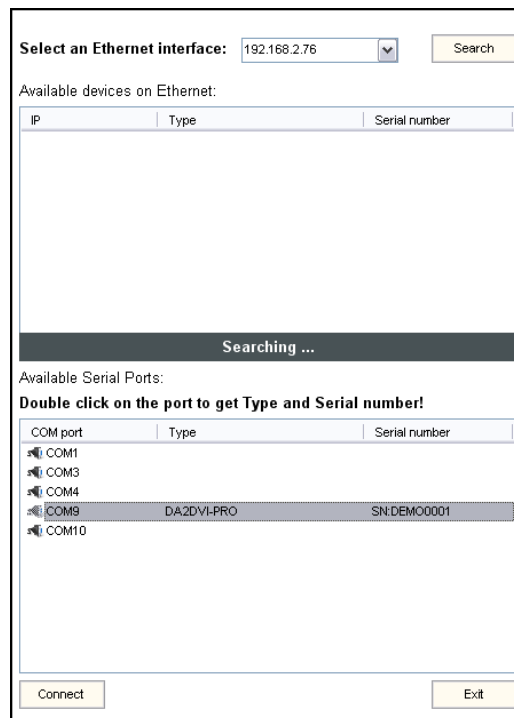 Select an Ethernet interface: 192.168.2.76 Search
Available devices on Ethernet:
IP Type Serial number
Searching ...
Available Serial Ports:
Double click on the port to get Type and Serial number!
COM port Type Serial number
COM1
COM3
COM4
COM9 DA2DVI-PRO SN:DEMO0001
COM10
Connect Exit